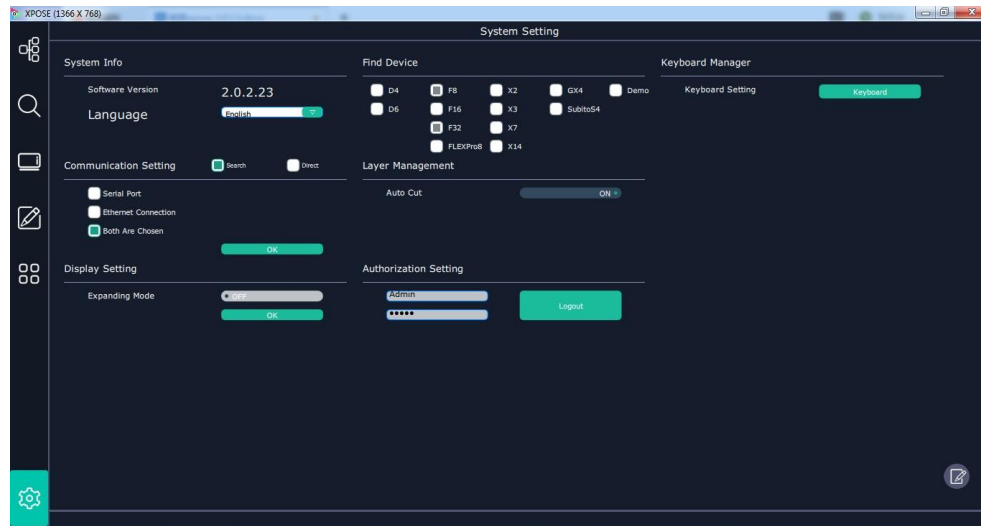 XPOSE (1366 X 768)
System Setting
System Info
Software Version 2.0.2.23
Language English
Find Device
D4 F8 X2 GX4 Demo
D6 F16 X3 SubitoS4
F32 X7
FLEXPro8 X14
Keyboard Manager
Keyboard Setting Keyboard
Communication Setting Search Direct
Serial Port
Ethernet Connection
Both Are Chosen
OK
Layer Management
Auto Cut ON
Display Setting
Expanding Mode OFF
OK
Authorization Setting
Admin
•••••
Logout